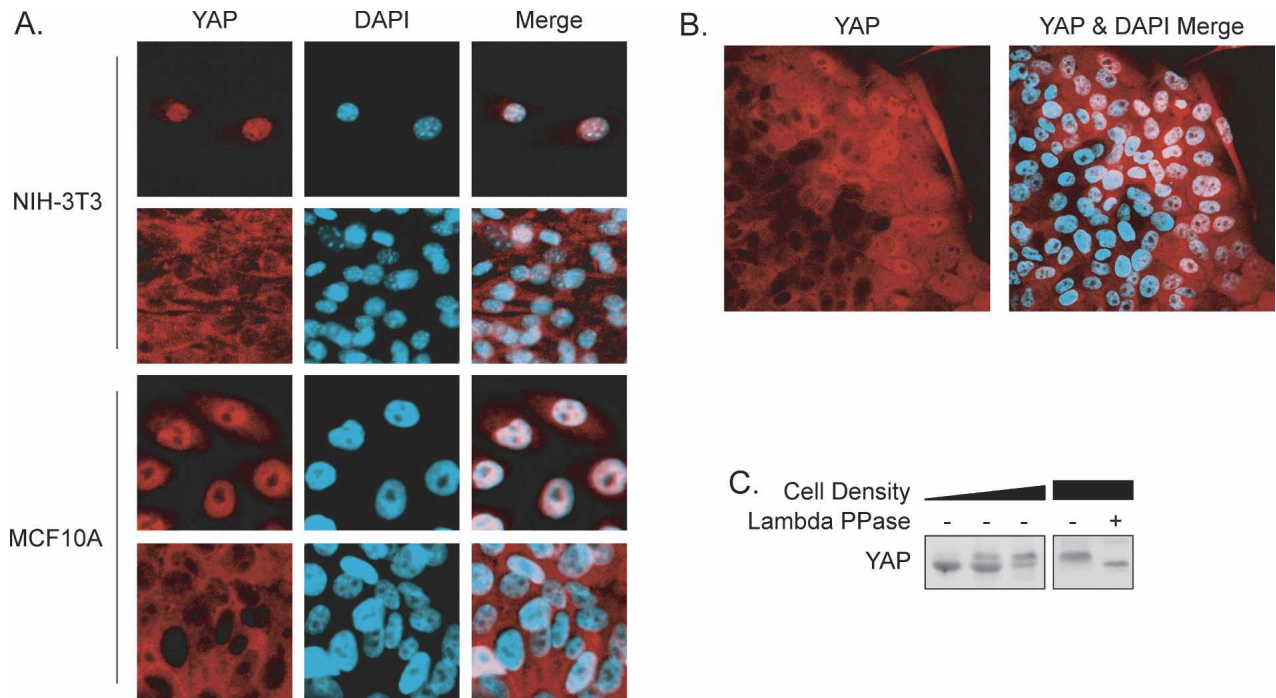 A.
YAP DAPI Merge
NIH-3T3
MCF10A
B.
YAP YAP & DAPI Merge
C.
Cell Density
Lambda PPase - - - - +
YAP